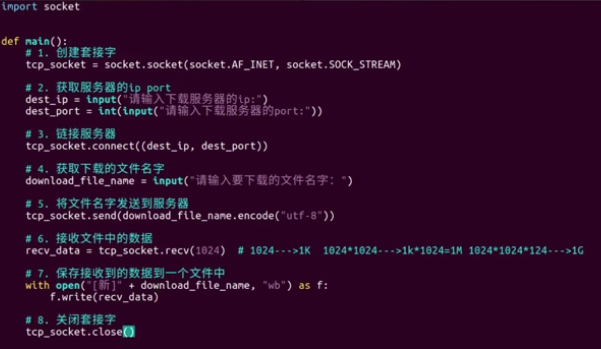 import socket
def main():
# 1. 创建套接字
tcp_socket = socket.socket(socket.AF_INET, socket.SOCK_STREAM)
# 2. 获取服务器的ip port
dest_ip = input("请输入下载服务器的ip:")
dest_port = int(input("请输入下载服务器的port:"))
# 3. 链接服务器
tcp_socket.connect((dest_ip, dest_port))
# 4. 获取下载的文件名字
download_file_name = input("请输入要下载的文件名字：")
# 5. 将文件名字发送到服务器
tcp_socket.send(download_file_name.encode("utf-8"))
# 6. 接收文件中的数据
recv_data = tcp_socket.recv(1024)  # 1024--->1K  1024*1024--->1k*1024=1M 1024*1024*124--->1G
# 7. 保存接收到的数据到一个文件中
with open("[新]" + download_file_name, "wb") as f:
f.write(recv_data)
# 8. 关闭套接字
tcp_socket.close()